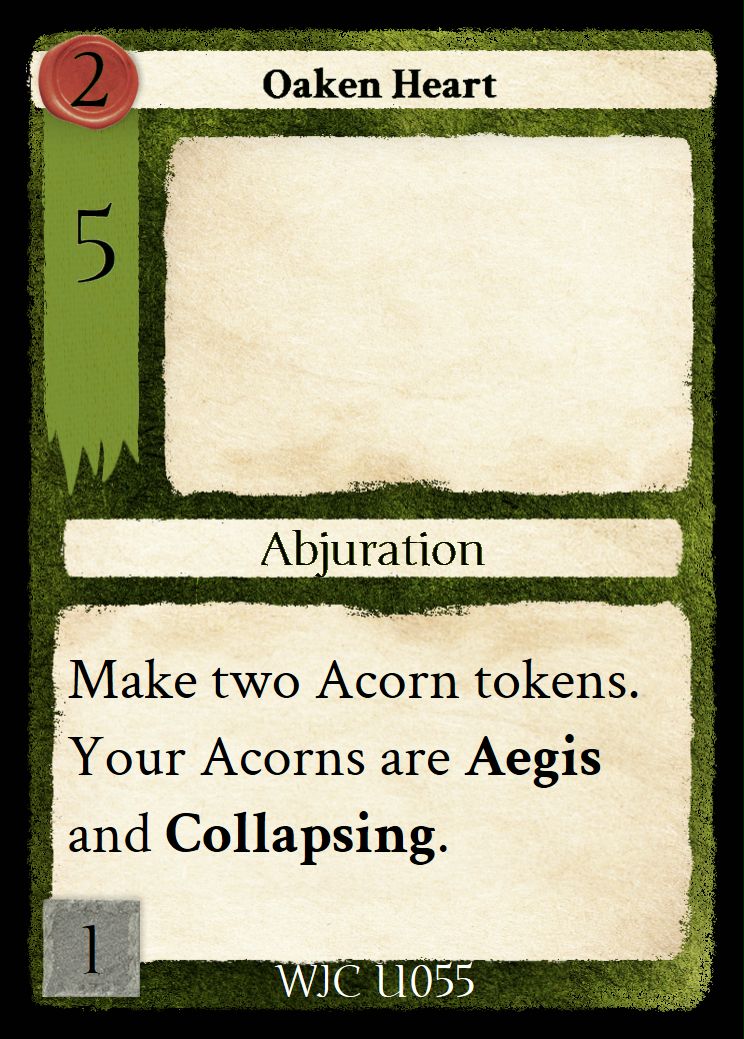 2
Oaken Heart
5
Abjuration
Make two Acorn tokens.
Your Acorns are Aegis
and Collapsing.
1
WJC U055